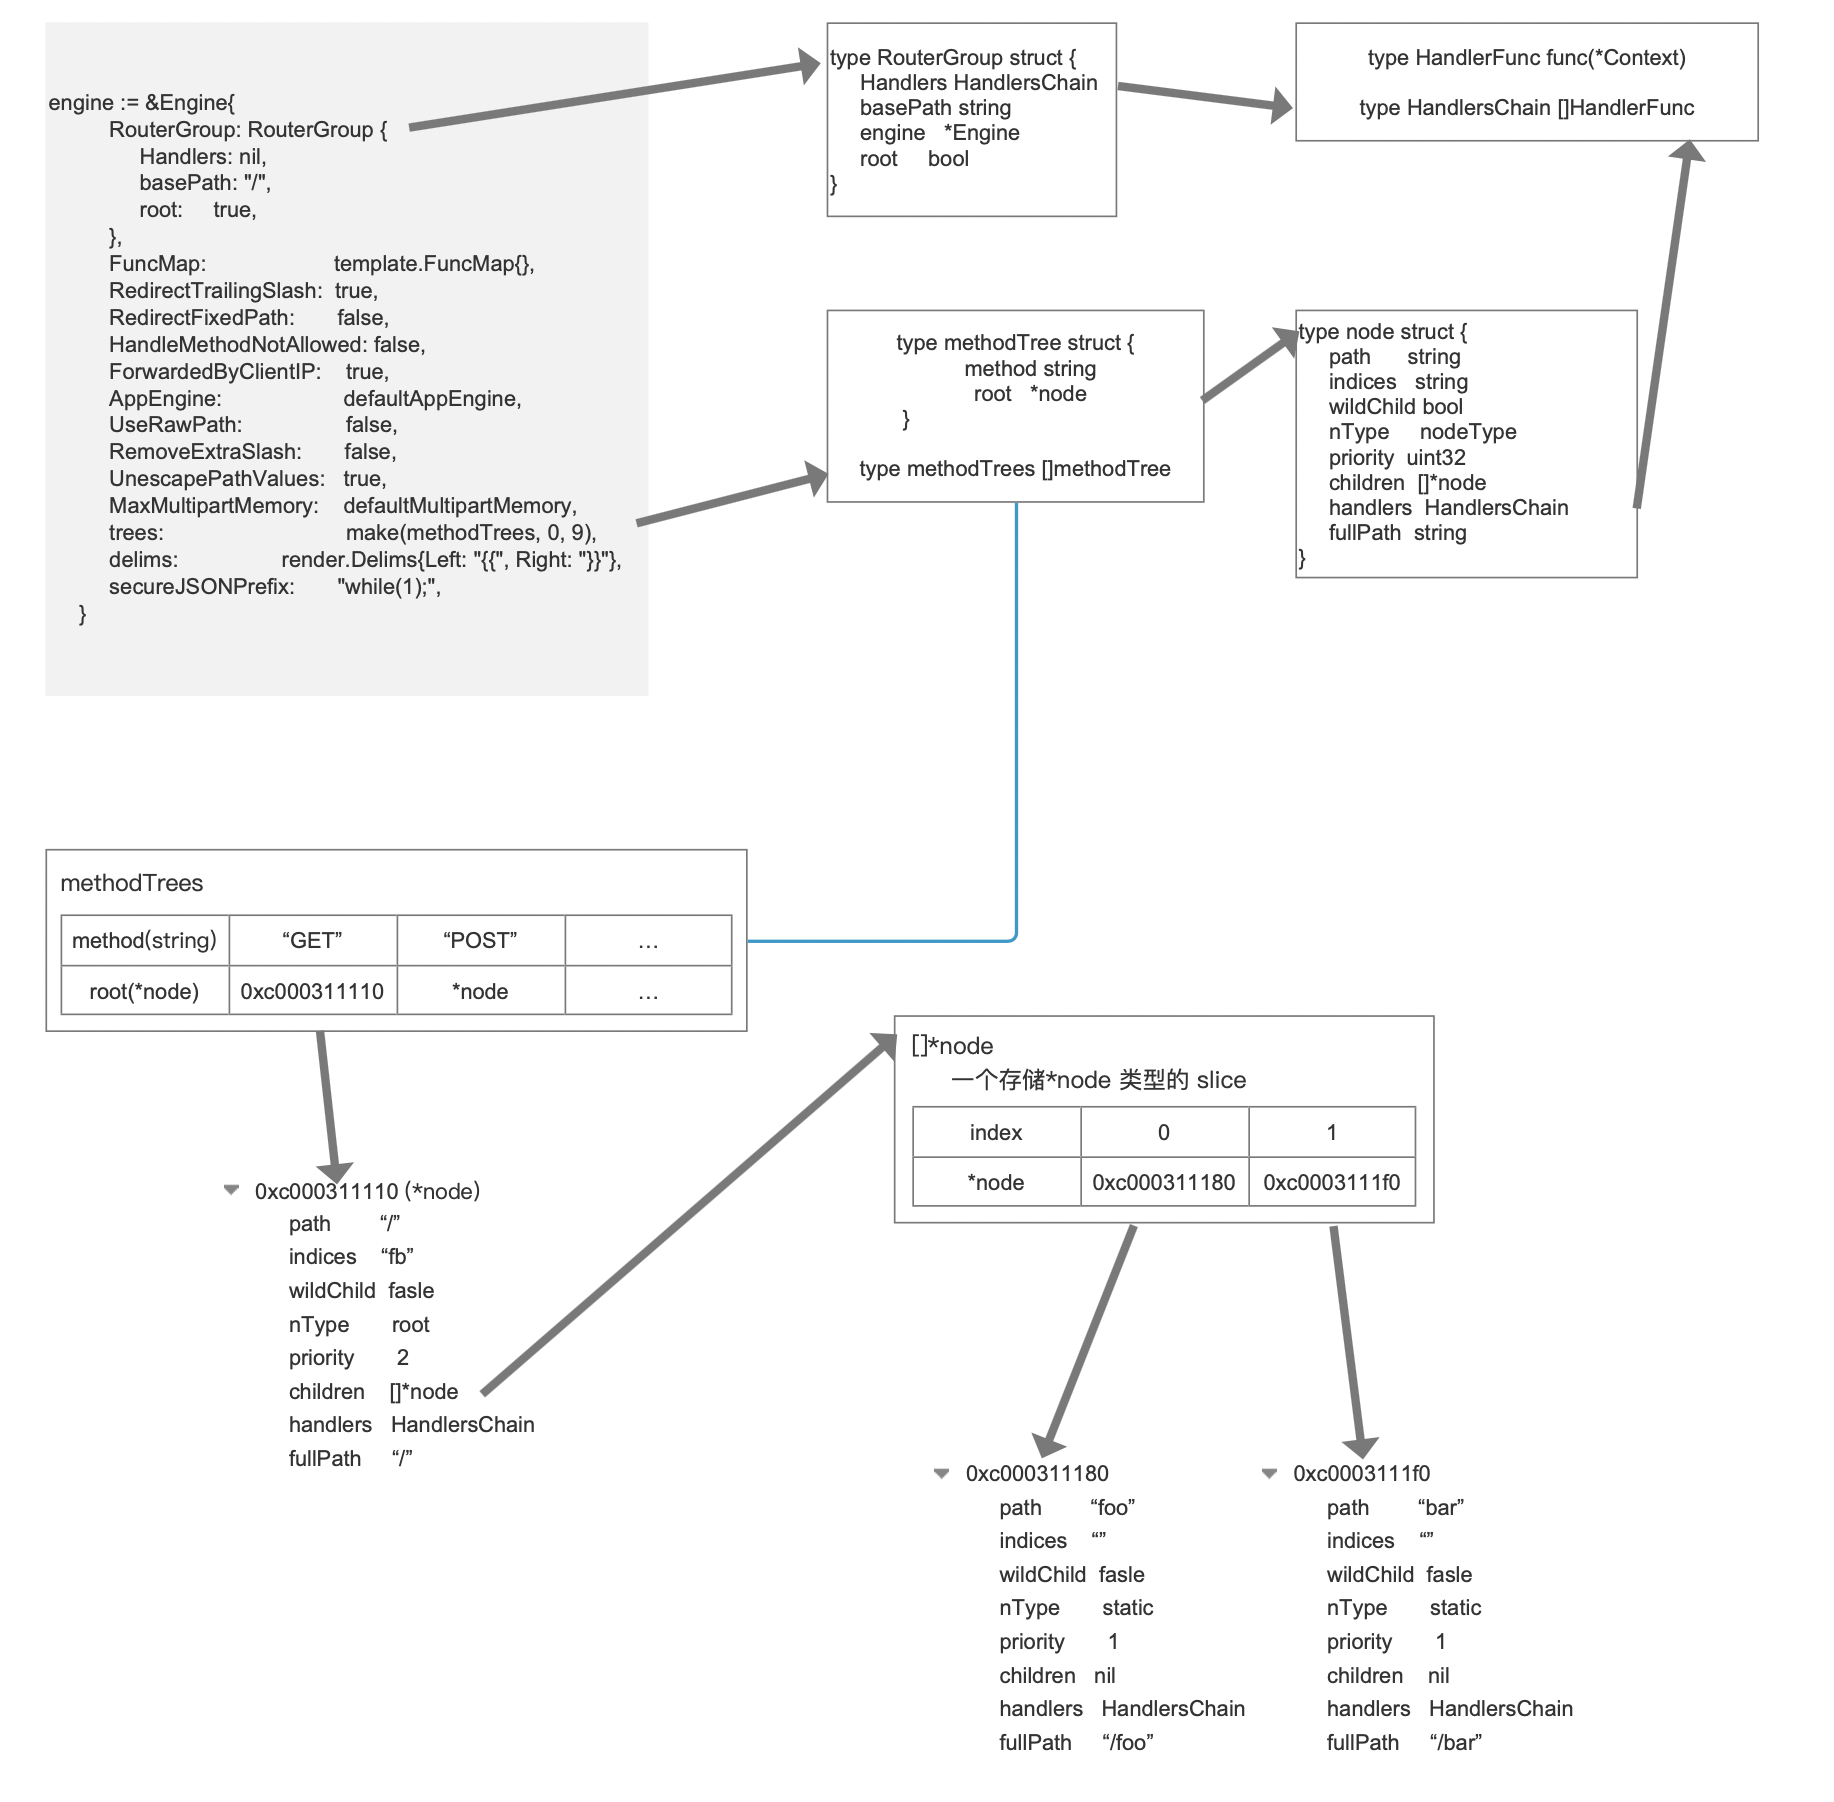 engine := &Engine{
RouterGroup: RouterGroup {
Handlers: nil,
basePath: "/",
root: true,
},
FuncMap: template.FuncMap{},
RedirectTrailingSlash: true,
RedirectFixedPath: false,
HandleMethodNotAllowed: false,
ForwardedByClientIP: true,
AppEngine: defaultAppEngine,
UseRawPath: false,
RemoveExtraSlash: false,
UnescapePathValues: true,
MaxMultipartMemory: defaultMultipartMemory,
trees: make(methodTrees, 0, 9),
delims: render.Delims{Left: "{{", Right: "}}"},
secureJSONPrefix: "while(1);",
}
type RouterGroup struct {
Handlers HandlersChain
basePath string
engine *Engine
root bool
}
type HandlerFunc func(*Context)
type HandlersChain []HandlerFunc
type methodTree struct {
method string
root *node
}
type methodTrees []methodTree
type node struct {
path string
indices string
wildChild bool
nType nodeType
priority uint32
children []*node
handlers HandlersChain
fullPath string
}
methodTrees
method(string) “GET” “POST” ...
root(*node) 0xc000311110 *node ...
0xc000311110 (*node)
path “/”
indices “fb”
wildChild fasle
nType root
priority 2
children []*node
handlers HandlersChain
fullPath “/”
[]*node
一个存储*node 类型的 slice
index 0 1
*node 0xc000311180 0xc0003111f0
0xc000311180
path “foo”
indices “”
wildChild fasle
nType static
priority 1
children nil
handlers HandlersChain
fullPath “/foo”
0xc0003111f0
path “bar”
indices “”
wildChild fasle
nType static
priority 1
children nil
handlers HandlersChain
fullPath “/bar”